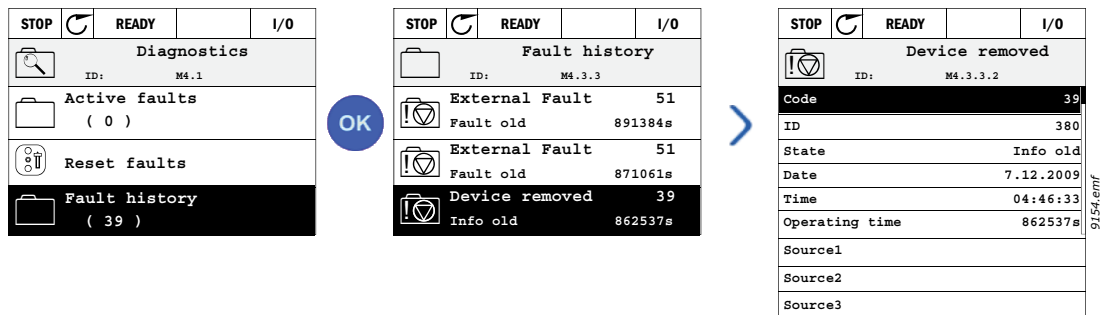 STOP READY I/O
Diagnostics
ID: M4.1
Active faults
( 0 )
Reset faults
Fault history
( 39 )
OK
STOP READY I/O
Fault history
ID: M4.3.3
External Fault 51
Fault old 891384s
External Fault 51
Fault old 871061s
Device removed 39
Info old 862537s
STOP READY I/O
Device removed
ID: M4.3.3.2
Code 39
ID 380
State Info old
Date 7.12.2009
Time 04:46:33
Operating time 862537s
Source1
Source2
Source3
9154.emf